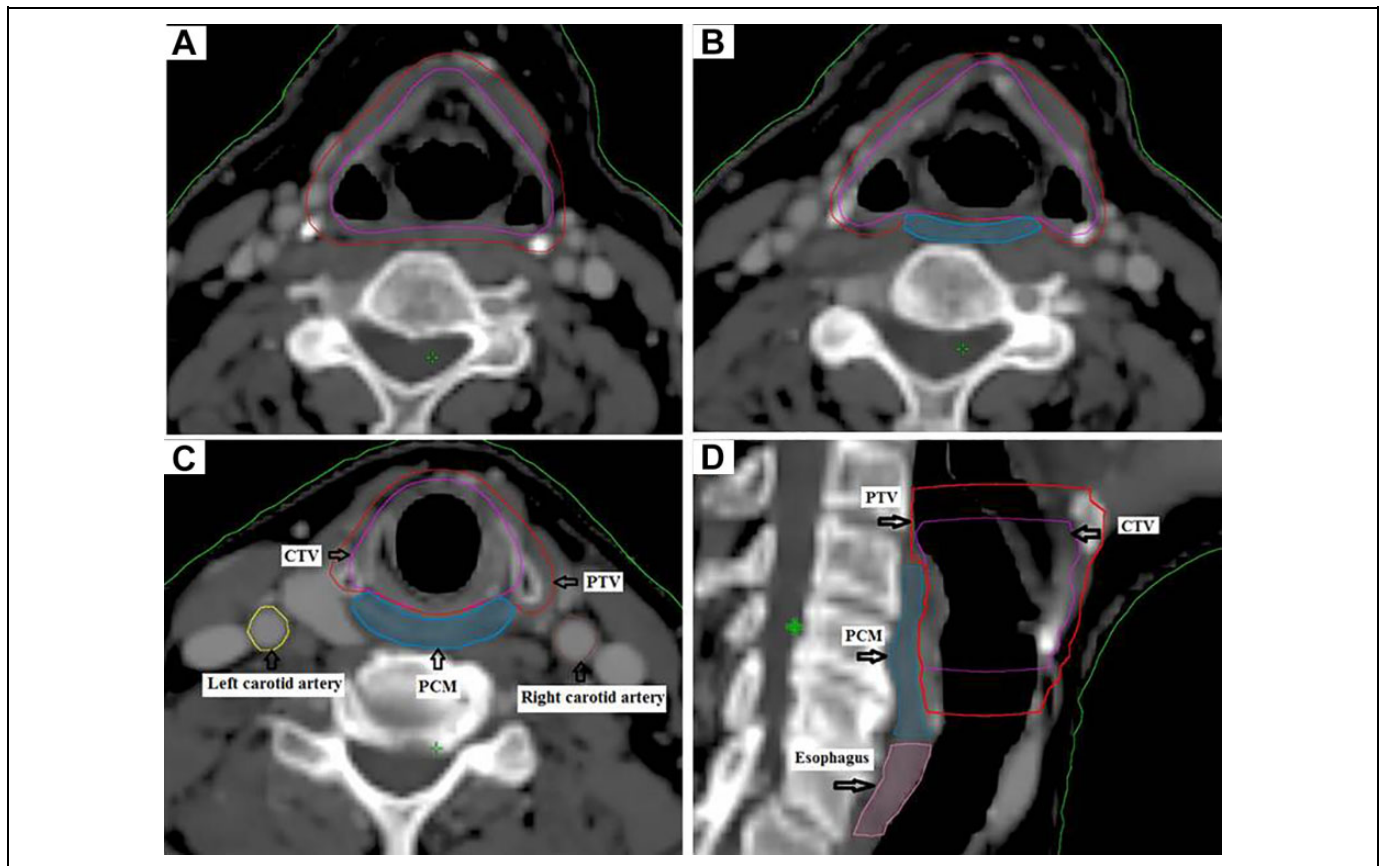 A
B
C
CTV
PTV
Left carotid artery
PCM
Right carotid artery
D
PTV
CTV
PCM
Esophagus